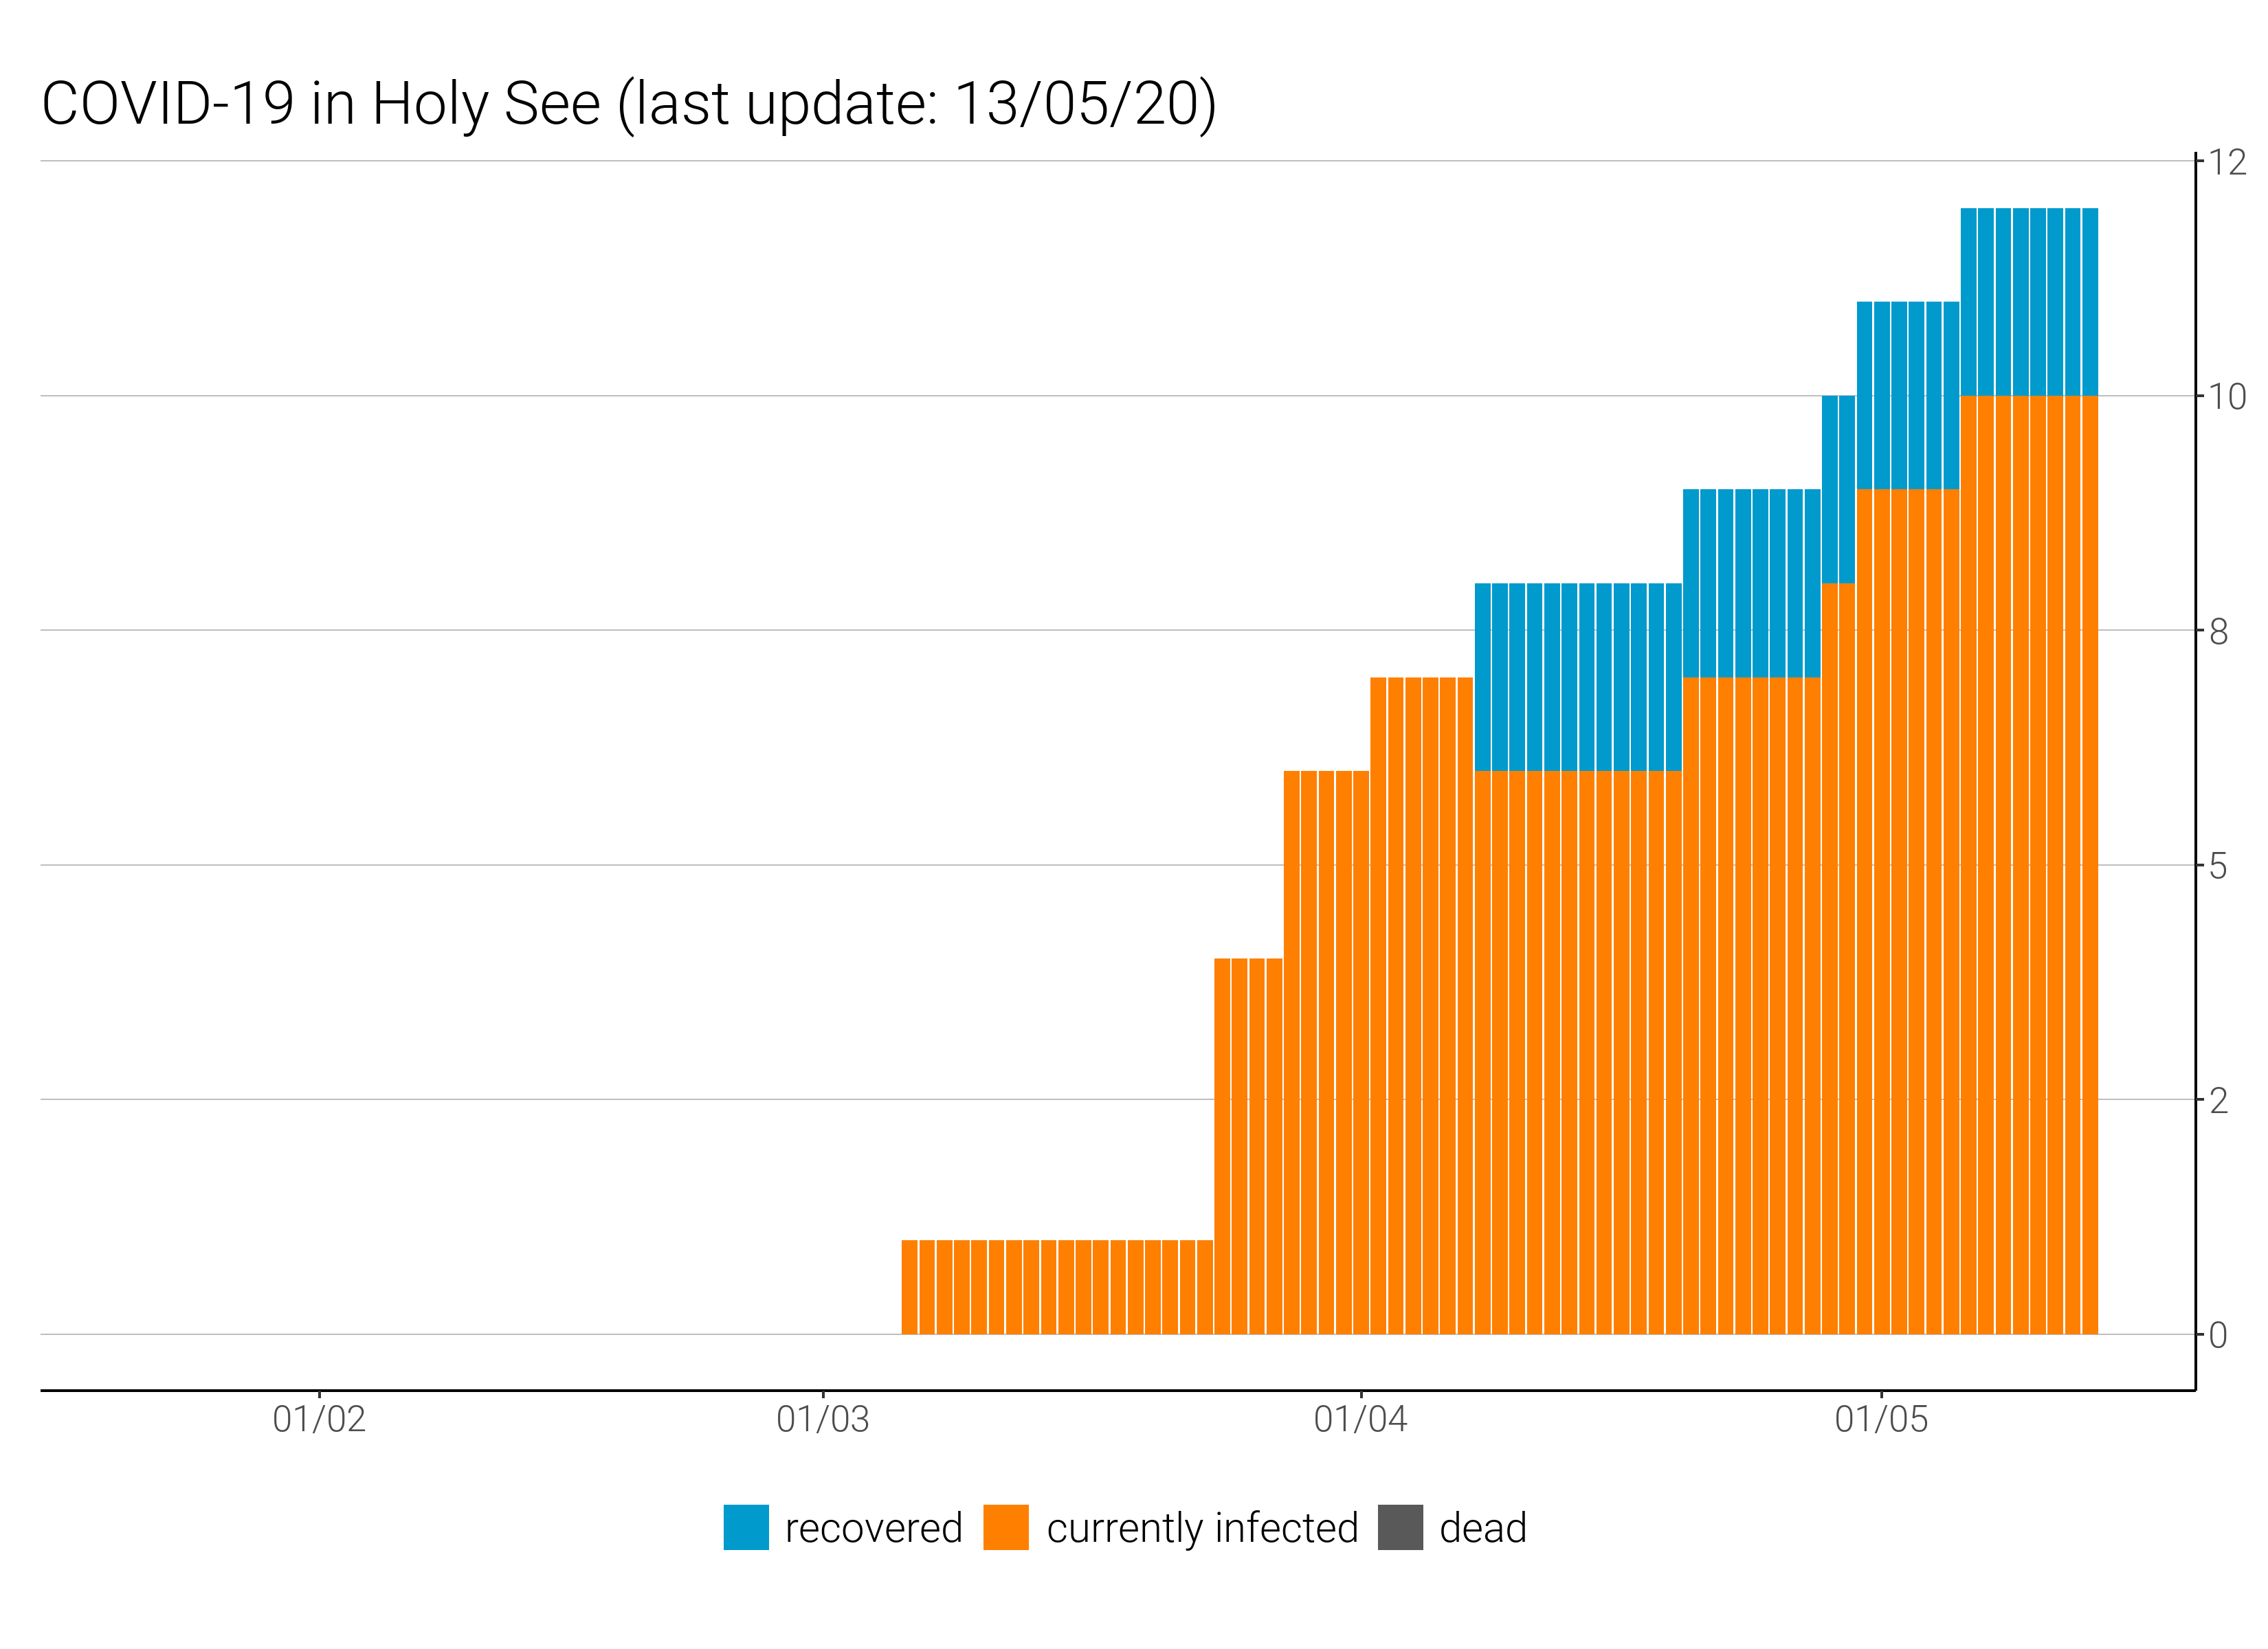 COVID-19 in Holy See (last update: 13/05/20)
12
10
8
5
2
0
01/02 01/03 01/04 01/05
recovered currently infected dead